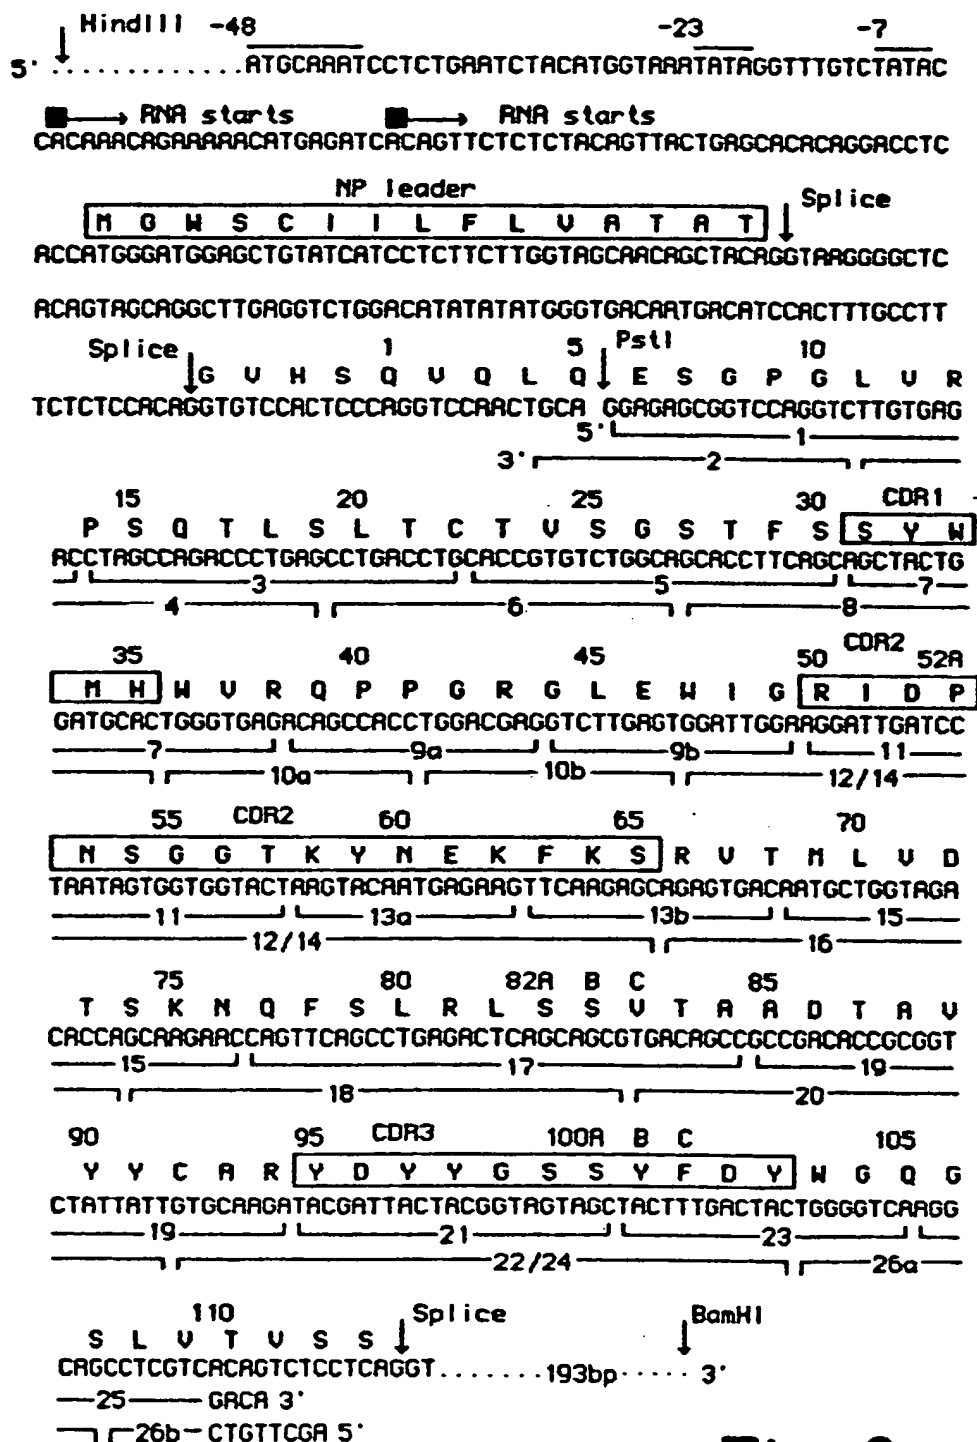 HindIII -48 -23 -7
5' .............ATGCAAATCCTCTGAATCTACATGGTAAATATAGGTTTGTCTATAC
RNA starts RNA starts
CACAAACAGAAAAACATGAGATCACAGTTCTCTCTACAGTTACTGAGCACACAGGACCTC
NP leader Splice
M G W S C I I L F L V A T A T
ACCATGGGATGGAGCTGTATCATCCTCTTCTTGGTAGCAACAGCTACAGGTAAGGGGCTC
ACAGTAGCAGGCTTGAGGTCTGGACATATATATGGGTGACAATGACATCCACTTTGCCTT
Splice 1 5 PstI 10
G V H S Q V Q L Q E S G P G L V R
TCTCTCCACAGGTGTCCACTCCCAGGTCCAACTGCA GGAGAGCGGTCCAGGTCTTGTGAG
5' 1
3' 2
15 20 25 30 CDR1
P S Q T L S L T C T V S G S T F S S Y W
ACCTAGCCAGACCCTGAGCCTGACCTGCACCGTGTCTGGCAGCACCTTCAGCAGCTACTG
3 5 7
4 6 8
35 40 45 50 CDR2 52A
M H W V R Q P P G R G L E W I G R I D P
GATGCACTGGGTGAGACAGCCACCTGGACGAGGTCTTGAGTGGATTGGAAGGATTGATCC
7 9a 9b 11
10a 10b 12/14
55 CDR2 60 65 70
N S G G T K Y N E K F K S R V T M L V D
TAATAGTGGTGGTACTAAGTACAATGAGAAGTTCAAGAGCAGAGTGACAATGCTGGTAGA
11 13a 13b 15
12/14 16
75 80 82A B C 85
T S K N Q F S L R L S S V T A A D T A V
CACCAGCAAGAACCAGTTCAGCCTGAGACTCAGCAGCGTGACAGCCGCCGACACCGCGGT
15 17 19
18 20
90 95 CDR3 100A B C 105
Y Y C A R Y D Y Y G S S Y F D Y W G Q G
CTATTATTGTGCAAGATACGATTACTACGGTAGTAGCTACTTTGACTACTGGGGTCAAGG
19 21 23
22/24 26a
110 Splice BamHI
S L V T V S S
CAGCCTCGTCACAGTCTCCTCAGGT.......193bp..... 3'
25 GACA 3'
26b CTGTTCGA 5'